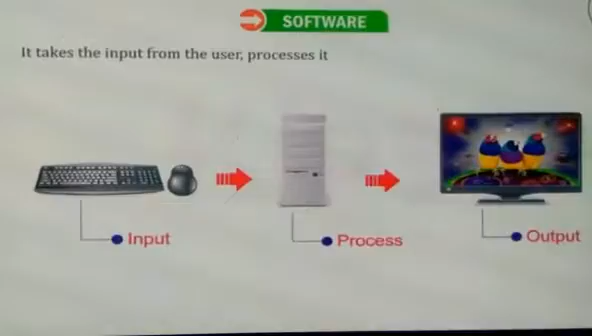 SOFTWARE
It takes the input from the user, processes it
Input
Process
Output